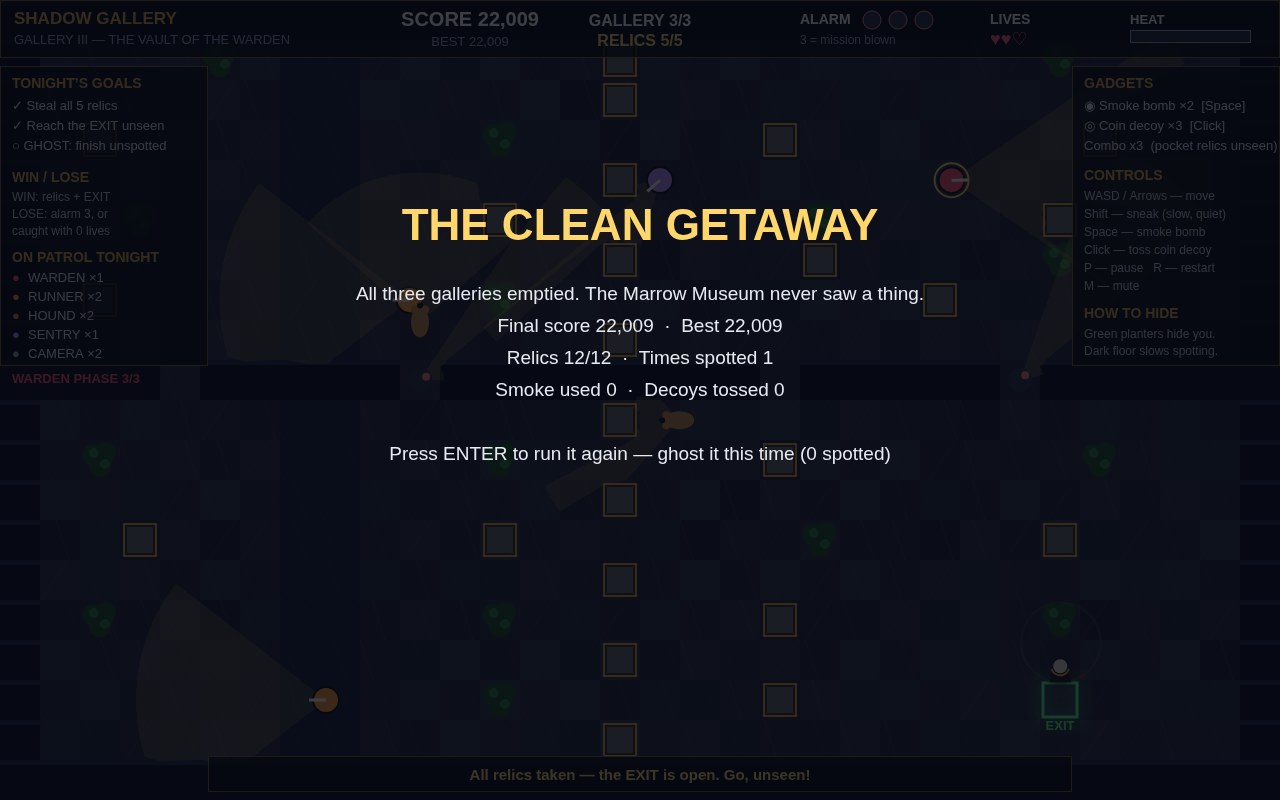 SHADOW GALLERY
GALLERY III — THE VAULT OF THE WARDEN
SCORE 22,009
BEST 22,009
GALLERY 3/3
RELICS 5/5
ALARM
3 = mission blown
LIVES
♥♥♡
HEAT
TONIGHT'S GOALS
✓ Steal all 5 relics
✓ Reach the EXIT unseen
○ GHOST: finish unspotted
WIN / LOSE
WIN: relics + EXIT
LOSE: alarm 3, or
caught with 0 lives
ON PATROL TONIGHT
● WARDEN ×1
● RUNNER ×2
● HOUND ×2
● SENTRY ×1
● CAMERA ×2
WARDEN PHASE 3/3
THE CLEAN GETAWAY
All three galleries emptied. The Marrow Museum never saw a thing.
Final score 22,009 · Best 22,009
Relics 12/12 · Times spotted 1
Smoke used 0 · Decoys tossed 0
Press ENTER to run it again — ghost it this time (0 spotted)
GADGETS
◉ Smoke bomb ×2 [Space]
◎ Coin decoy ×3 [Click]
Combo x3 (pocket relics unseen)
CONTROLS
WASD / Arrows — move
Shift — sneak (slow, quiet)
Space — smoke bomb
Click — toss coin decoy
P — pause R — restart
M — mute
HOW TO HIDE
Green planters hide you.
Dark floor slows spotting.
EXIT
All relics taken — the EXIT is open. Go, unseen!